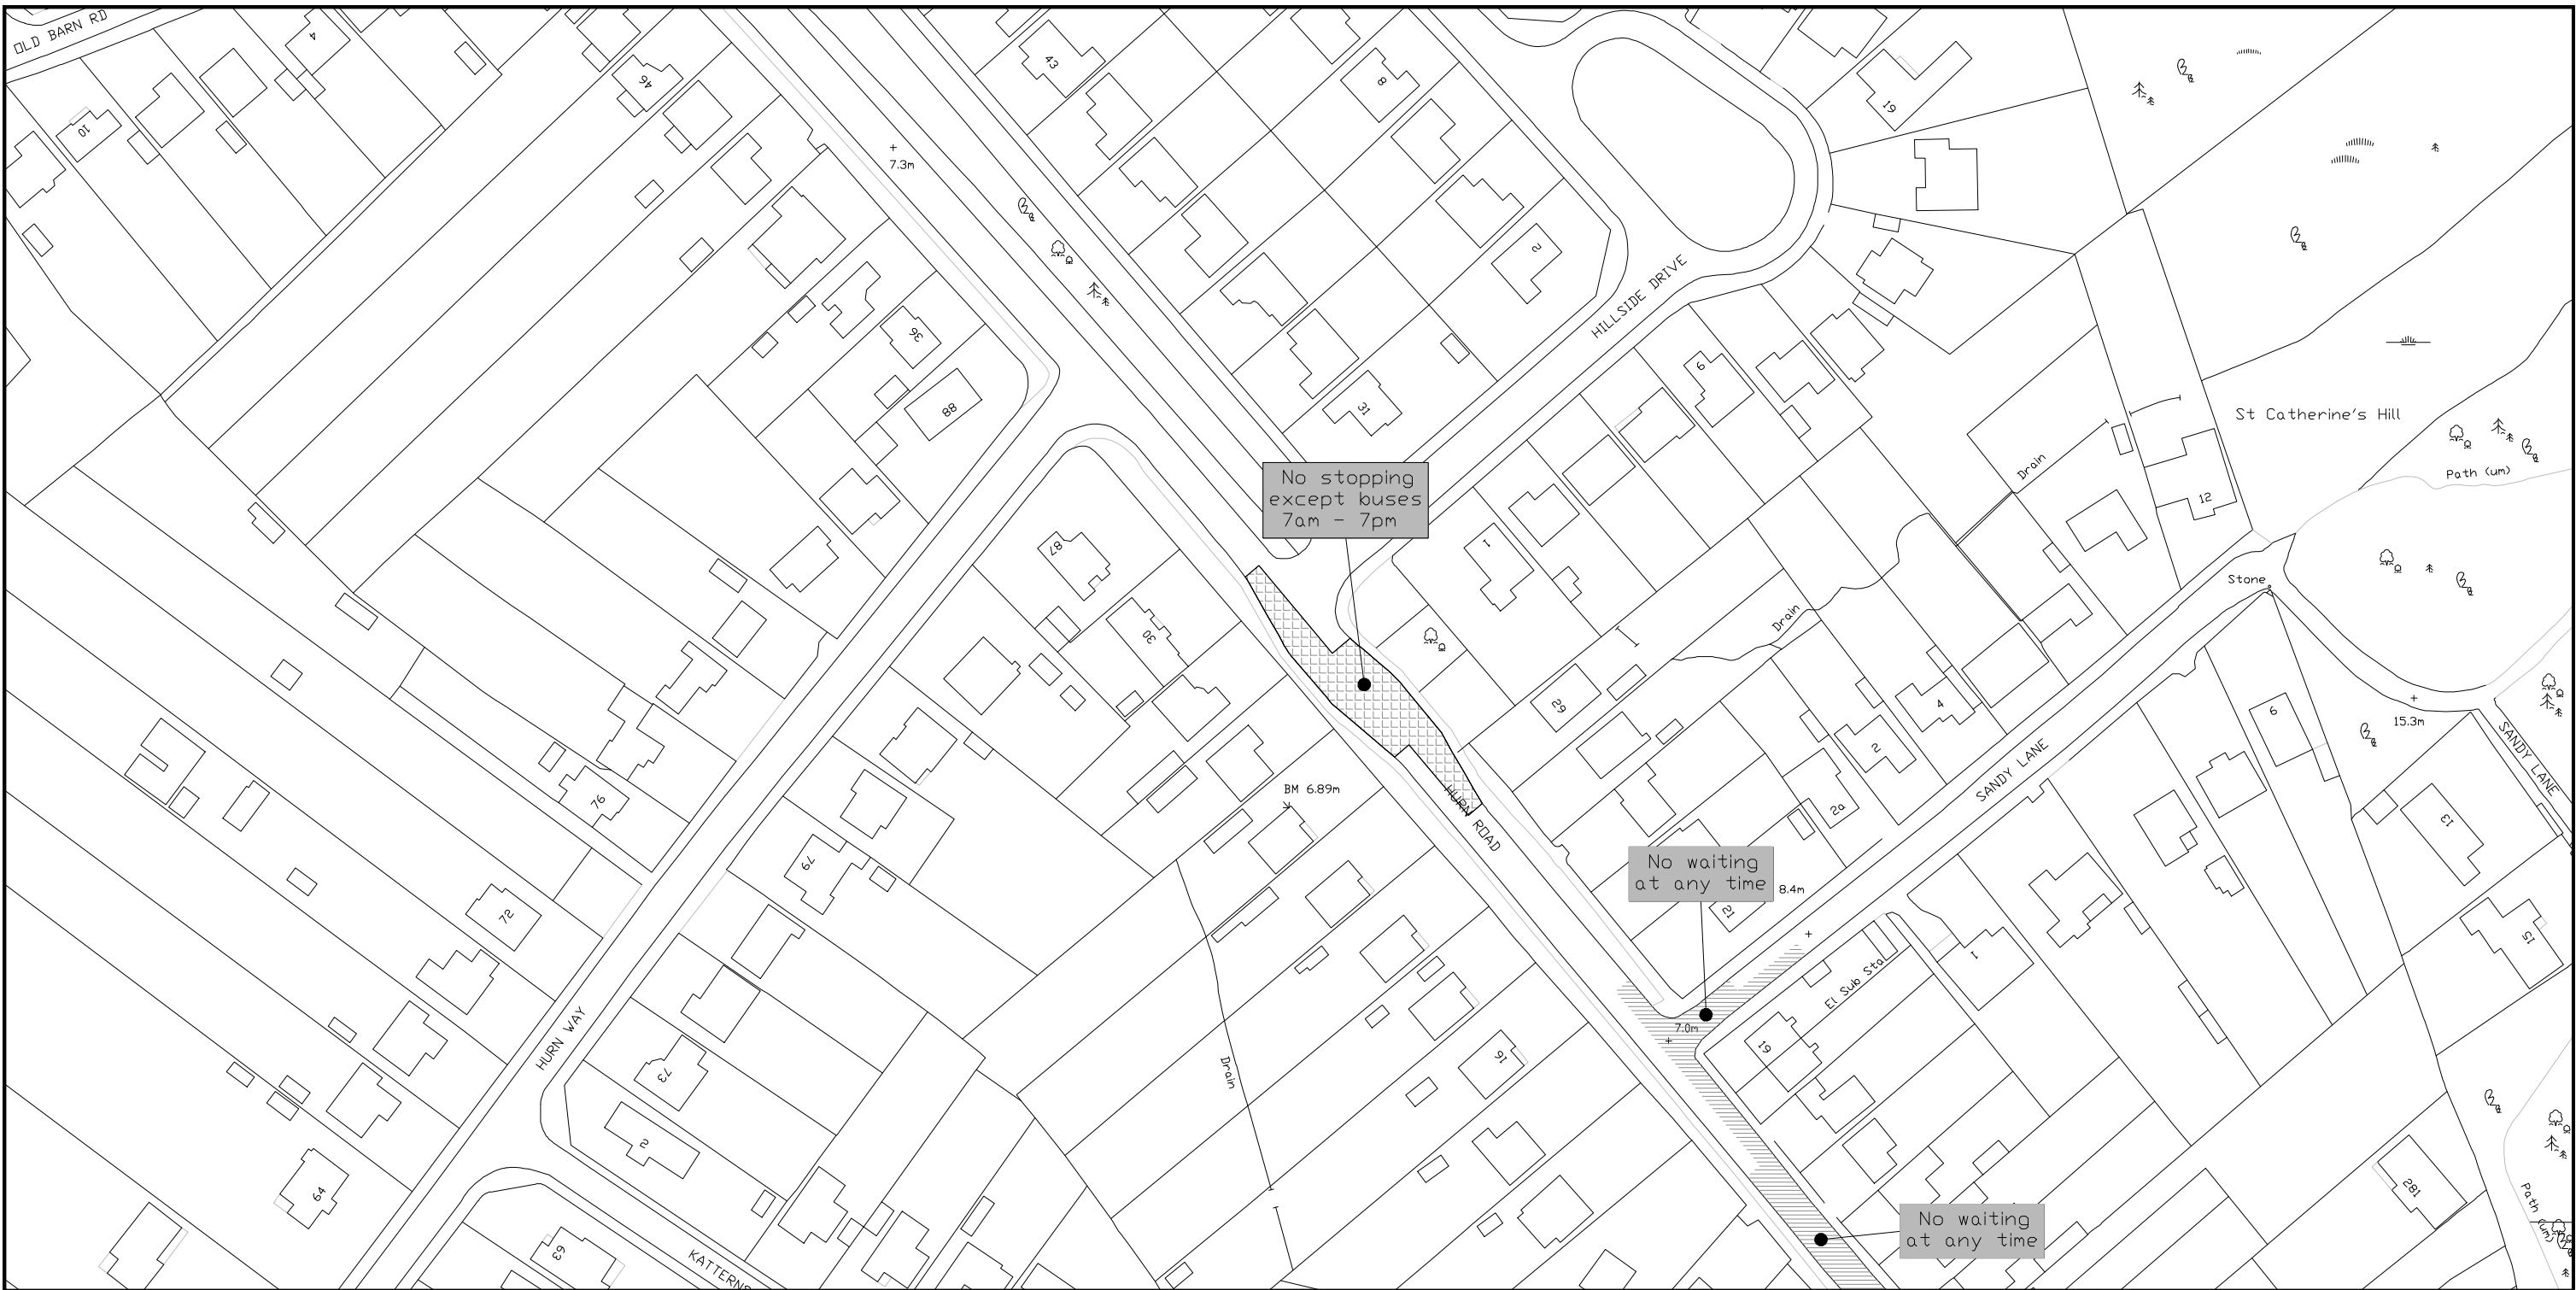 OLD BARN RD
4
10
46
43
8
19
7.3m
2
HILLSIDE DRIVE
36
88
31
6
St Catherine's Hill
Path (um)
Drain
12
No stopping
except buses
7am - 7pm
1
87
30
Stone
Drain
29
4
2
6
15.3m
SANDY LANE
SANDY LANE
BM 6.89m
HURN ROAD
76
2a
13
79
No waiting
at any time
8.4m
21
72
15
El Sub Sta
1
7.0m
19
HURN WAY
73
Drain
16
2
64
281
Path (um)
63
No waiting
at any time
KATTERNS